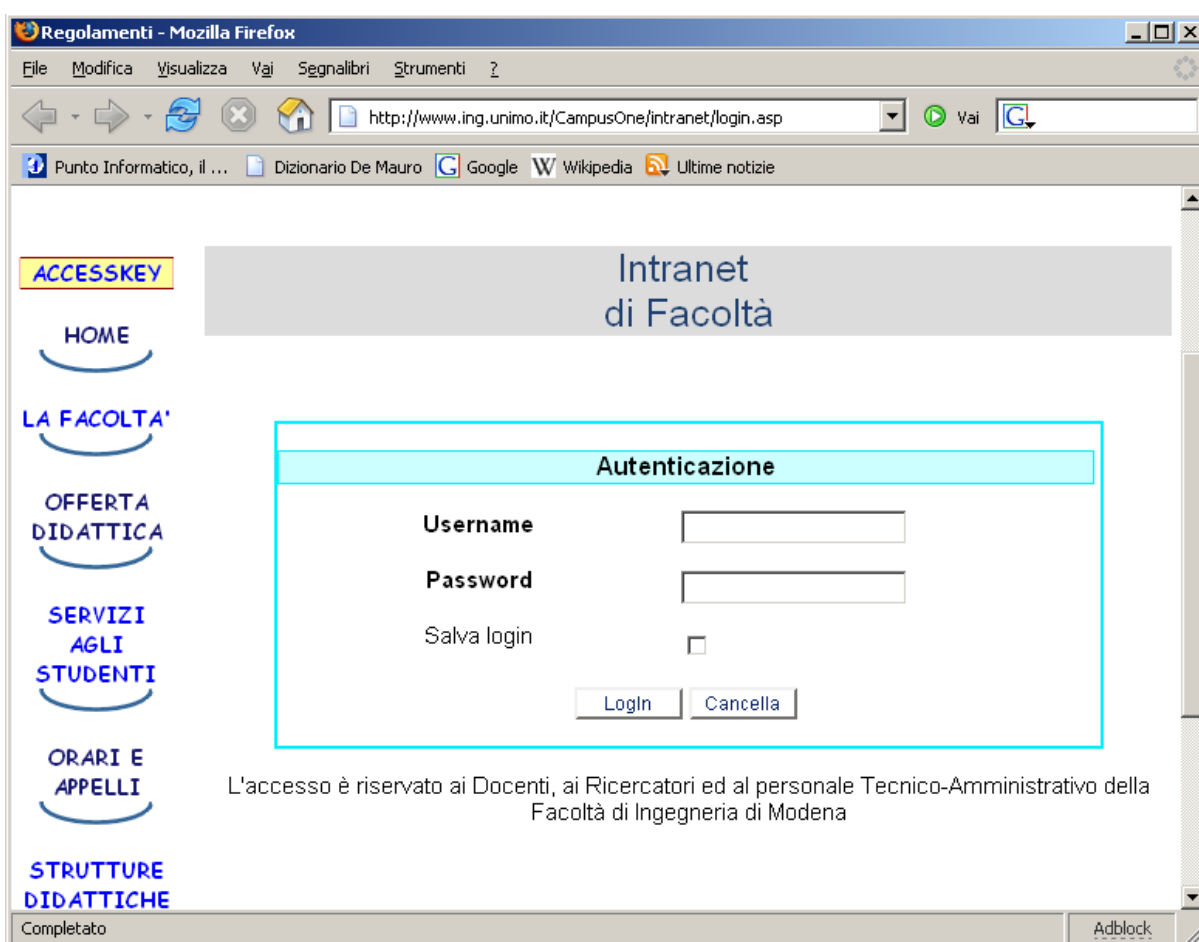 Regolamenti - Mozilla Firefox
File Modifica Visualizza Vai Segnalibri Strumenti ?
http://www.ing.unimo.it/CampusOne/intranet/login.asp Vai G
Punto Informatico, il ... Dizionario De Mauro G Google W Wikipedia Ultime notizie
Intranet
di Facoltà
ACCESSKEY
HOME
LA FACOLTA'
OFFERTA
DIDATTICA
SERVIZI
AGLI
STUDENTI
ORARI E
APPELLI
STRUTTURE
DIDATTICHE
Autenticazione
Username
Password
Salva login
LogIn Cancella
L'accesso è riservato ai Docenti, ai Ricercatori ed al personale Tecnico-Amministrativo della
Facoltà di Ingegneria di Modena
Completato Adblock